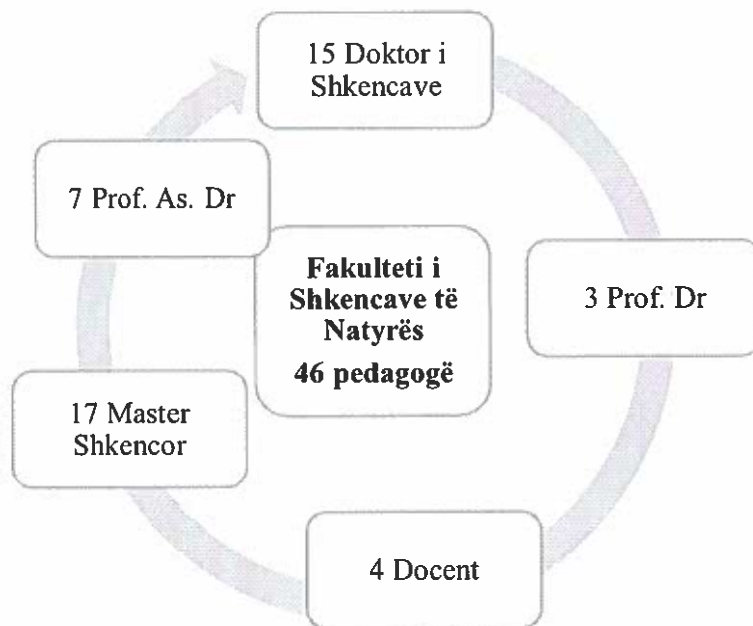 15 Doktor i
Shkencave
7 Prof. As. Dr
Fakulteti i
Shkencave të
Natyrës
46 pedagogë
3 Prof. Dr
17 Master
Shkencor
4 Docent